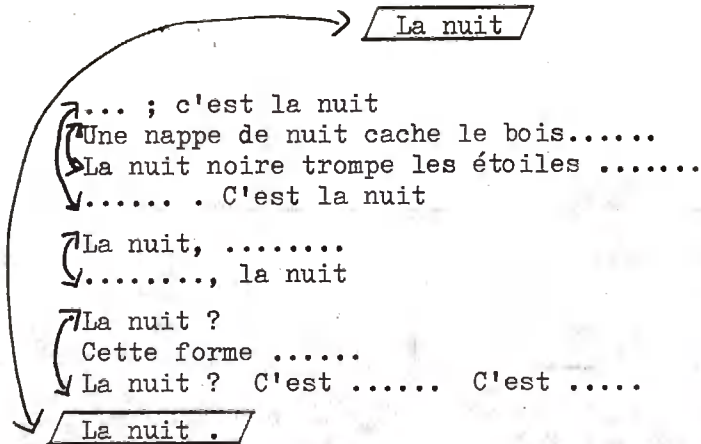 La nuit
... ; c'est la nuit
Une nappe de nuit cache le bois......
La nuit noire trompe les étoiles .......
...... . C'est la nuit
La nuit, ........
........, la nuit
La nuit ?
Cette forme ......
La nuit ? C'est ...... C'est .....
La nuit .